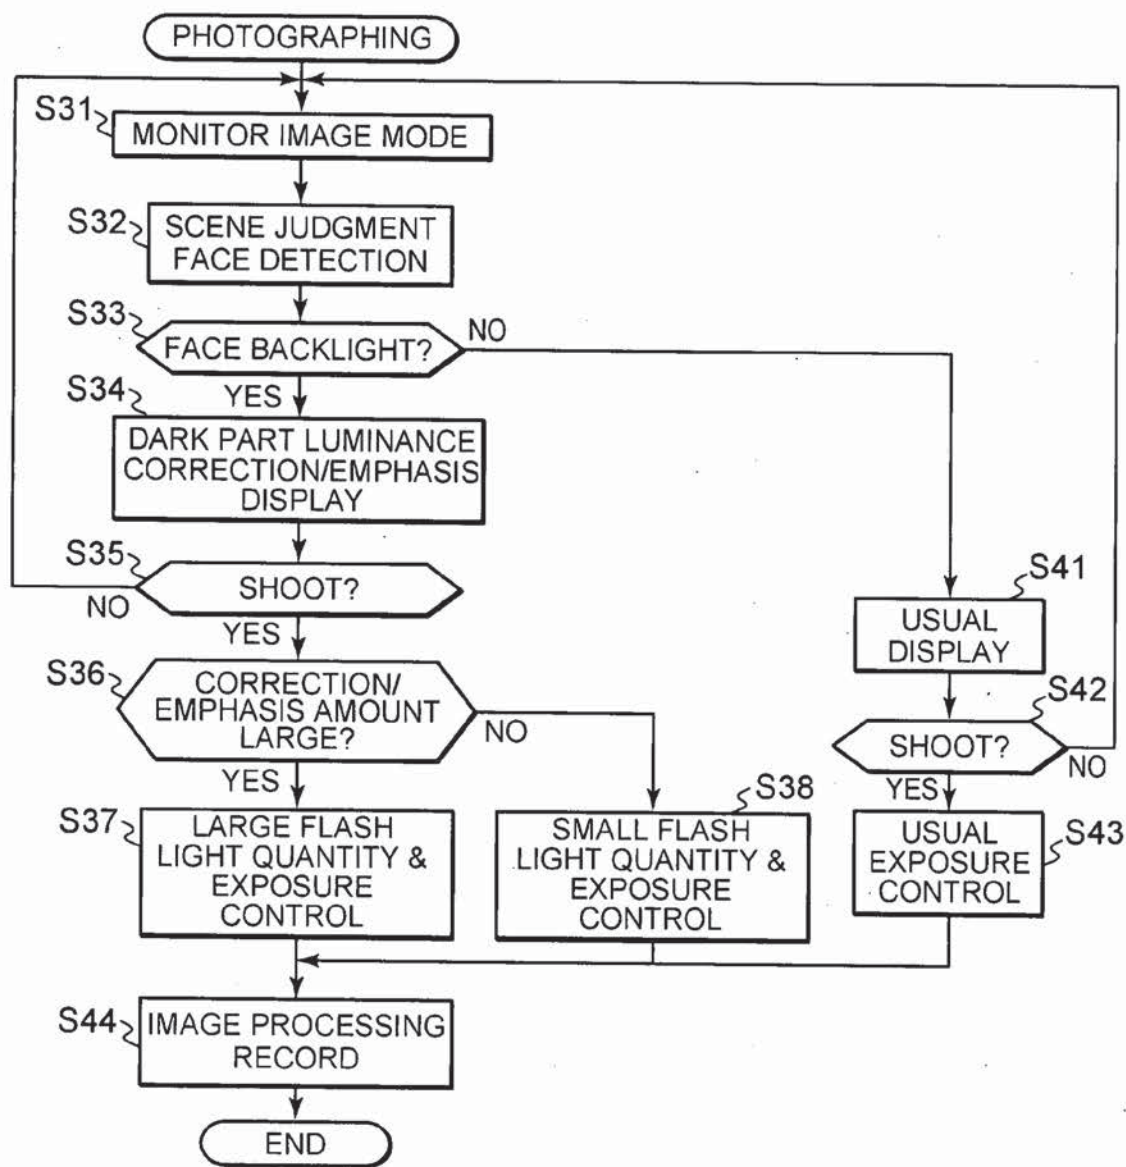 PHOTOGRAPHING
S31
MONITOR IMAGE MODE
S32
SCENE JUDGMENT
FACE DETECTION
S33
FACE BACKLIGHT?
NO
YES
S34
DARK PART LUMINANCE
CORRECTION/EMPHASIS
DISPLAY
S35
SHOOT?
NO
YES
S36
CORRECTION/
EMPHASIS AMOUNT
LARGE?
NO
YES
S37
LARGE FLASH
LIGHT QUANTITY &
EXPOSURE
CONTROL
S38
SMALL FLASH
LIGHT QUANTITY &
EXPOSURE
CONTROL
S41
USUAL
DISPLAY
S42
SHOOT?
NO
YES
S43
USUAL
EXPOSURE
CONTROL
S44
IMAGE PROCESSING
RECORD
END